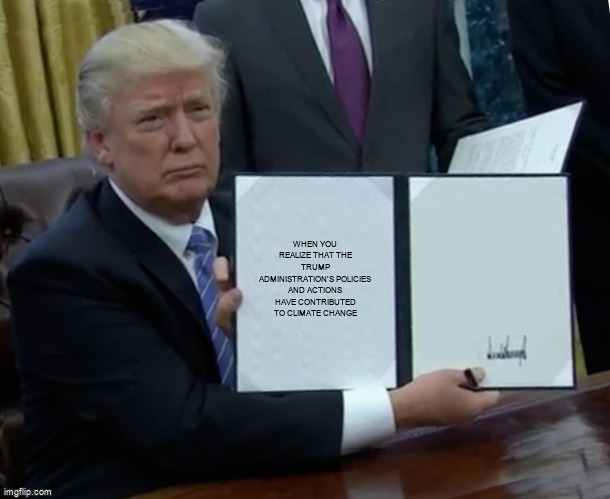 WHEN YOU
REALIZE THAT THE
TRUMP
ADMINISTRATION'S POLICIES
AND ACTIONS
HAVE CONTRIBUTED
TO CLIMATE CHANGE
imgflip.com